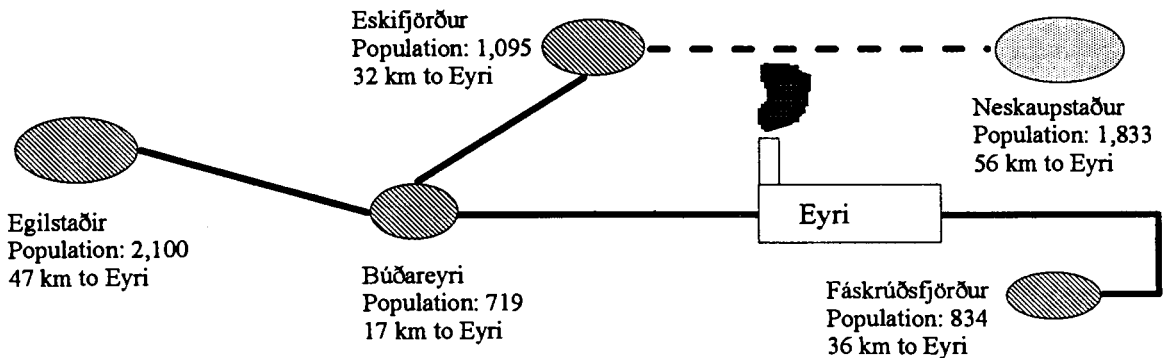 Eskifjörður
Population: 1,095
32 km to Eyri
Neskaupstaður
Population: 1,833
56 km to Eyri
Egilstaðir
Population: 2,100
47 km to Eyri
Búðareyri
Population: 719
17 km to Eyri
Eyri
Fáskrúðsfjörður
Population: 834
36 km to Eyri